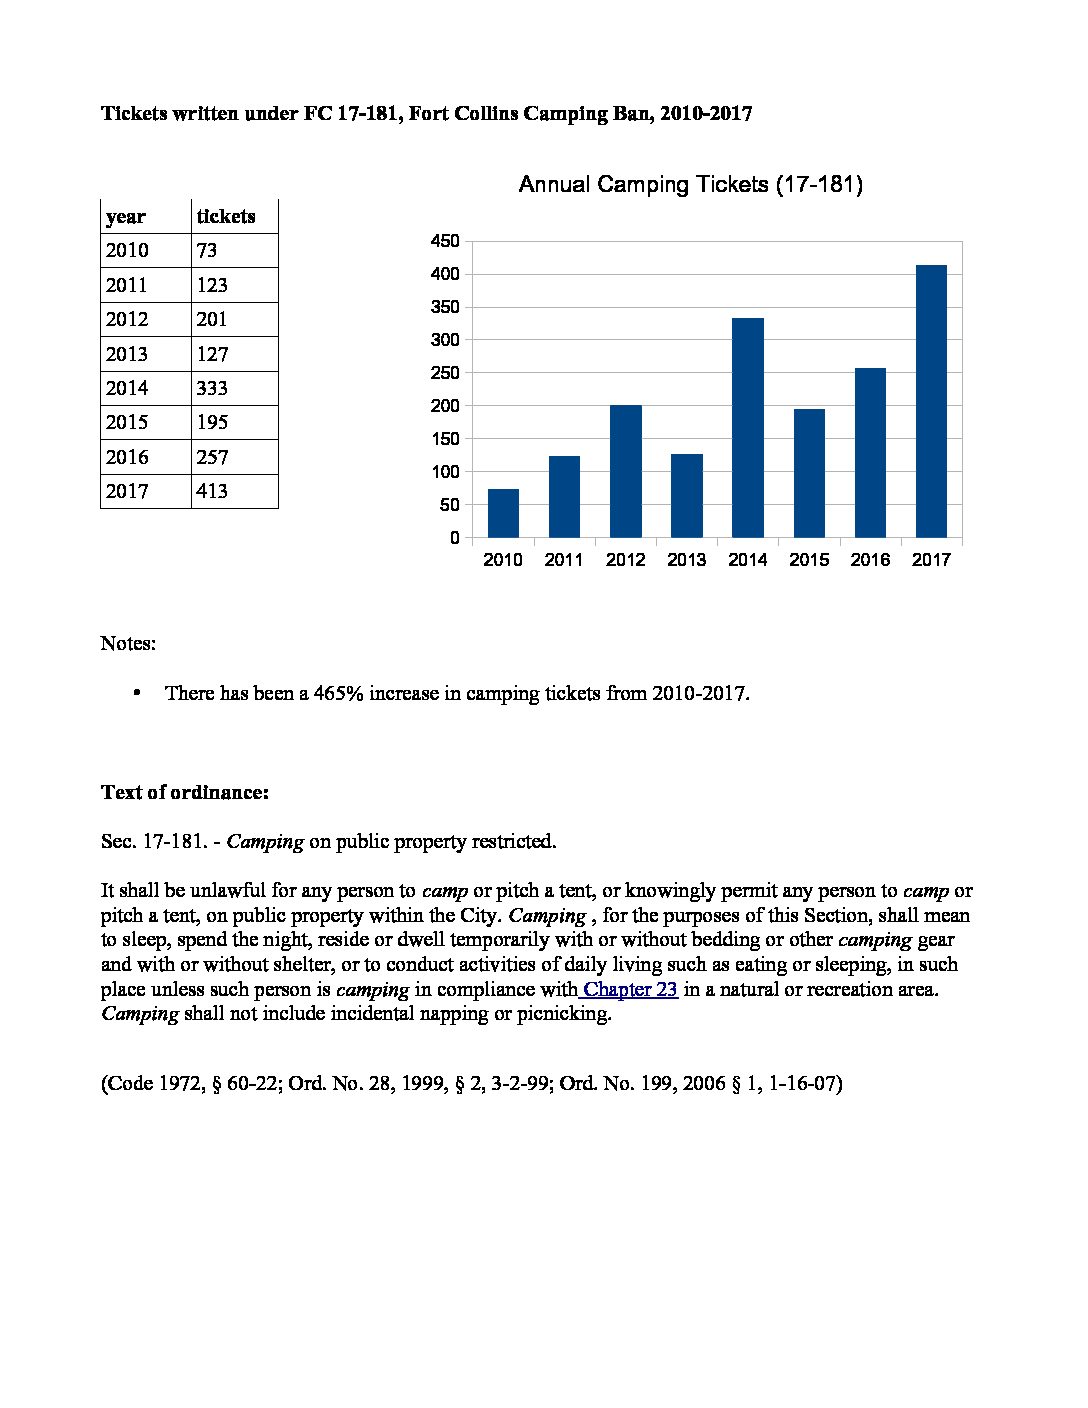 Tickets written under FC 17-181, Fort Collins Camping Ban, 2010-2017
year tickets
2010 73
2011 123
2012 201
2013 127
2014 333
2015 195
2016 257
2017 413
Annual Camping Tickets (17-181)
450
400
350
300
250
200
150
100
50
0
2010 2011 2012 2013 2014 2015 2016 2017
Notes:
• There has been a 465% increase in camping tickets from 2010-2017.
Text of ordinance:
Sec. 17-181. - Camping on public property restricted.
It shall be unlawful for any person to camp or pitch a tent, or knowingly permit any person to camp or
pitch a tent, on public property within the City. Camping , for the purposes of this Section, shall mean
to sleep, spend the night, reside or dwell temporarily with or without bedding or other camping gear
and with or without shelter, or to conduct activities of daily living such as eating or sleeping, in such
place unless such person is camping in compliance with Chapter 23 in a natural or recreation area.
Camping shall not include incidental napping or picnicking.
(Code 1972, § 60-22; Ord. No. 28, 1999, § 2, 3-2-99; Ord. No. 199, 2006 § 1, 1-16-07)